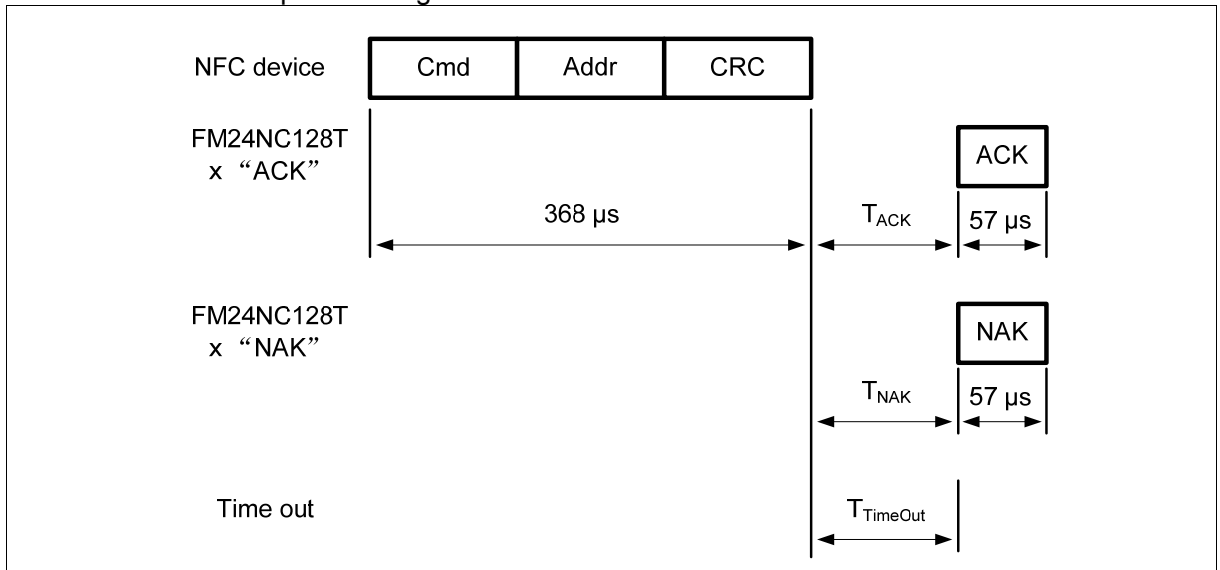 NFC device Cmd Addr CRC
FM24NC128T
x “ACK”
ACK
368 µs
TACK
57 µs
FM24NC128T
x “NAK”
NAK
TNAK
57 µs
Time out
TTimeOut